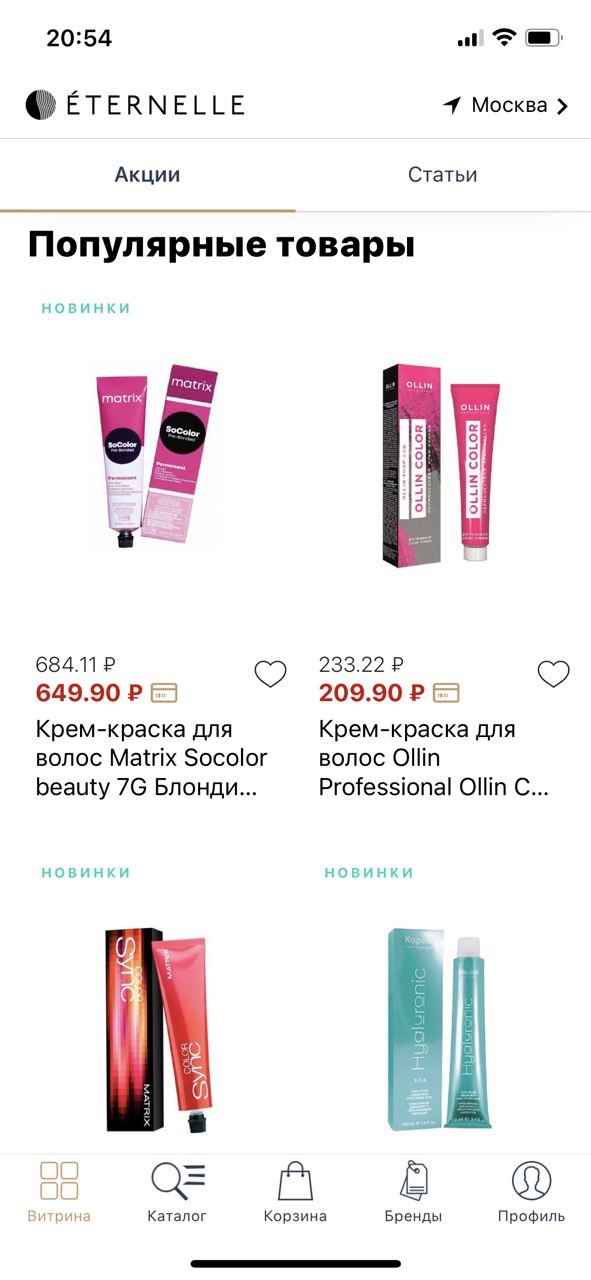 20:54
ÉTERNELLE
Москва
Акции
Статьи
Популярные товары
НОВИНКИ
matrix
SoColor
Pre-Bonded
Permanent
matrix
SoColor
Pre-Bonded
Permanent
OLLIN
OLLIN COLOR
OLLIN
OLLIN COLOR
684.11 ₽
649.90 ₽
233.22 ₽
209.90 ₽
Крем-краска для
волос Matrix Socolor
beauty 7G Блонди...
Крем-краска для
волос Ollin
Professional Ollin C...
НОВИНКИ
НОВИНКИ
COLOR
Sync
MATRIX
MATRIX
COLOR
Sync
Kapous
Hyaluronic
Kapous
Hyaluronic
Витрина
Каталог
Корзина
Бренды
Профиль